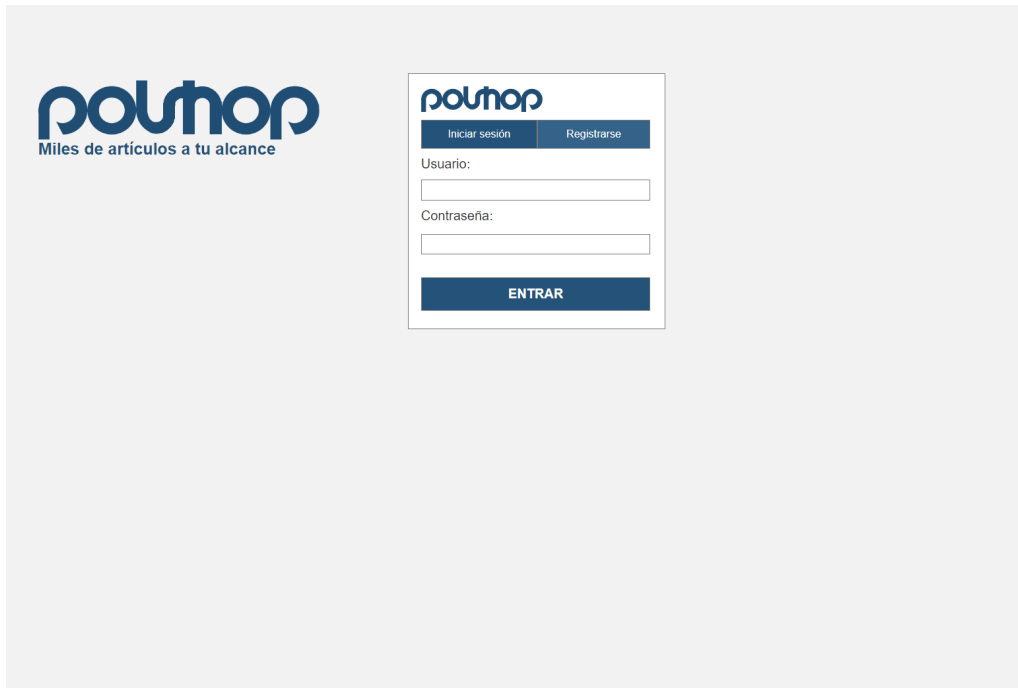 polshop
Miles de artículos a tu alcance
polshop
Iniciar sesión Registrarse
Usuario:
Contraseña:
ENTRAR